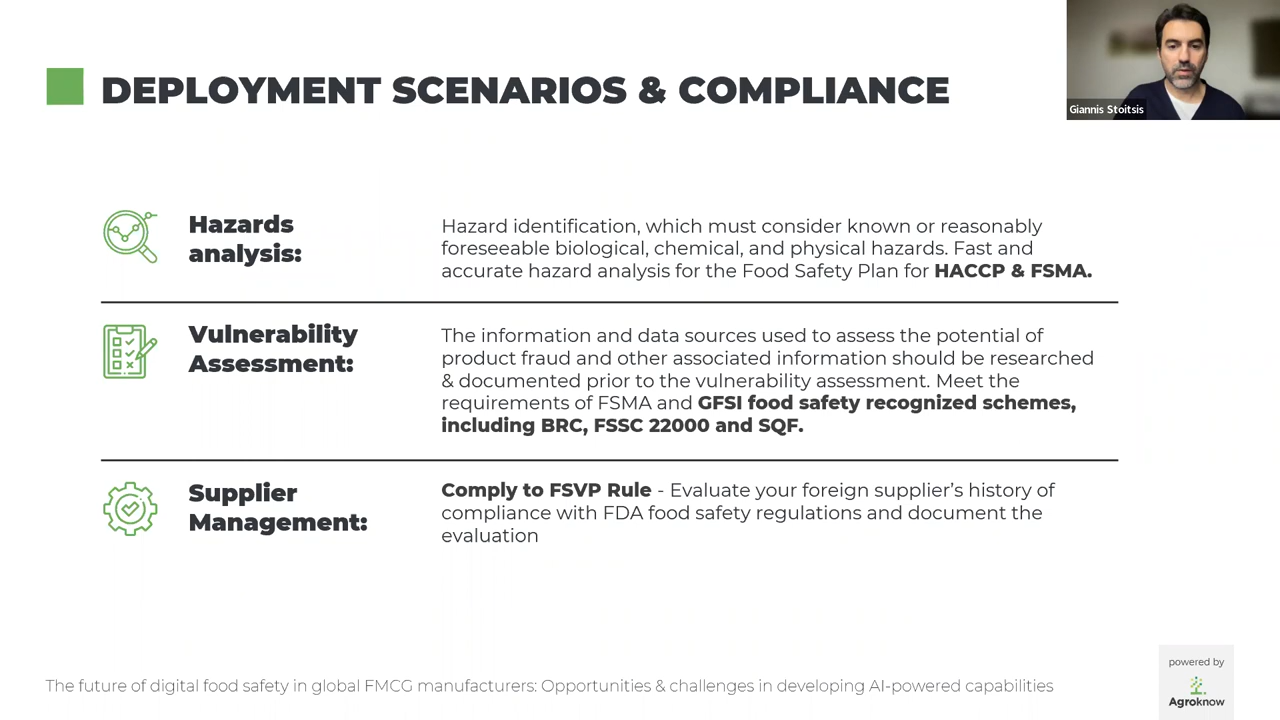 DEPLOYMENT SCENARIOS & COMPLIANCE
Giannis Stoitsis
Hazards
analysis:
Hazard identification, which must consider known or reasonably
foreseeable biological, chemical, and physical hazards. Fast and
accurate hazard analysis for the Food Safety Plan for HACCP & FSMA.
Vulnerability
Assessment:
The information and data sources used to assess the potential of
product fraud and other associated information should be researched
& documented prior to the vulnerability assessment. Meet the
requirements of FSMA and GFSI food safety recognized schemes,
including BRC, FSSC 22000 and SQF.
Supplier
Management:
Comply to FSVP Rule - Evaluate your foreign supplier’s history of
compliance with FDA food safety regulations and document the
evaluation
The future of digital food safety in global FMCG manufacturers: Opportunities & challenges in developing AI-powered capabilities
powered by
Agroknow